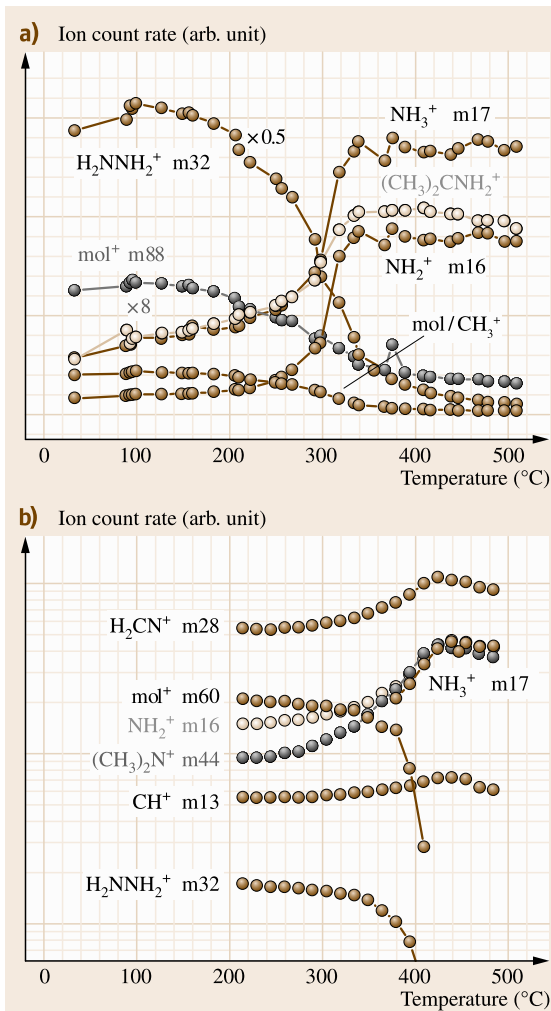 a) Ion count rate (arb. unit)
NH₃⁺ m17
×0.5
H₂NNH₂⁺ m32
(CH₃)₂CNH₂⁺
mol⁺ m88
NH₂⁺ m16
×8
mol/CH₃⁺
0 100 200 300 400 500
Temperature (°C)
b) Ion count rate (arb. unit)
H₂CN⁺ m28
NH₃⁺ m17
mol⁺ m60
NH₂⁺ m16
(CH₃)₂N⁺ m44
CH⁺ m13
H₂NNH₂⁺ m32
0 100 200 300 400 500
Temperature (°C)